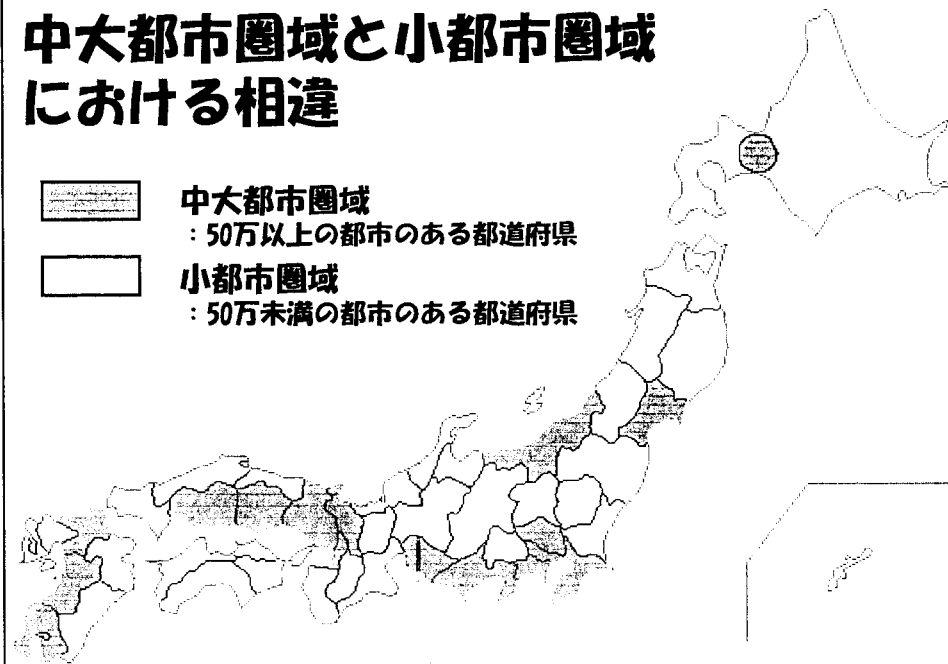 中大都市圏域と小都市圏域
における相違
中大都市圏域
：50万以上の都市のある都道府県
小都市圏域
：50万未満の都市のある都道府県